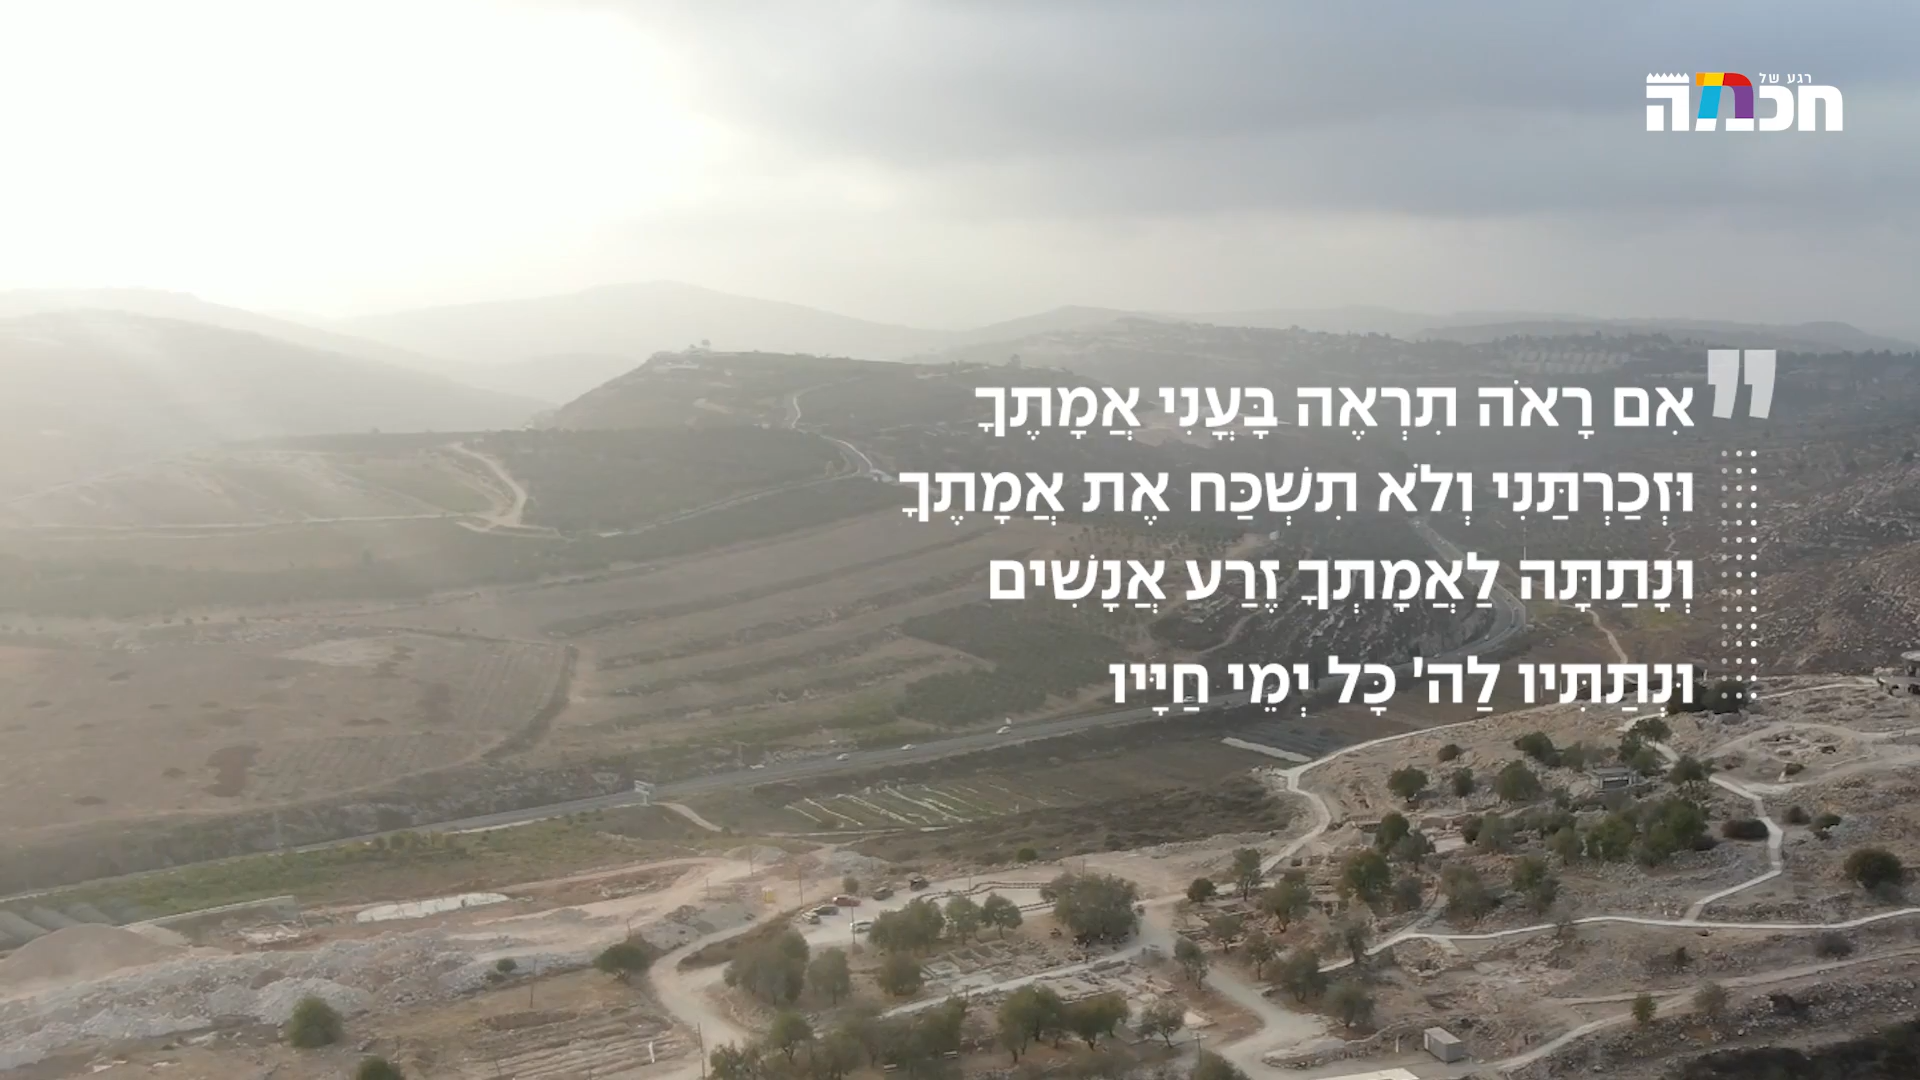 רגע של
חכמה
אִם רָאֹה תִרְאֶה בָּעֳנִי אֲמָתֶךָ
וּזְכַרְתַּנִי וְלֹא תִשְׁכַּח אֶת אֲמָתֶךָ
וְנָתַתָּה לַאֲמָתְךָ זֶרַע אֲנָשִׁים
וּנְתַתִּיו לַה' כָּל יְמֵי חַיָּיו